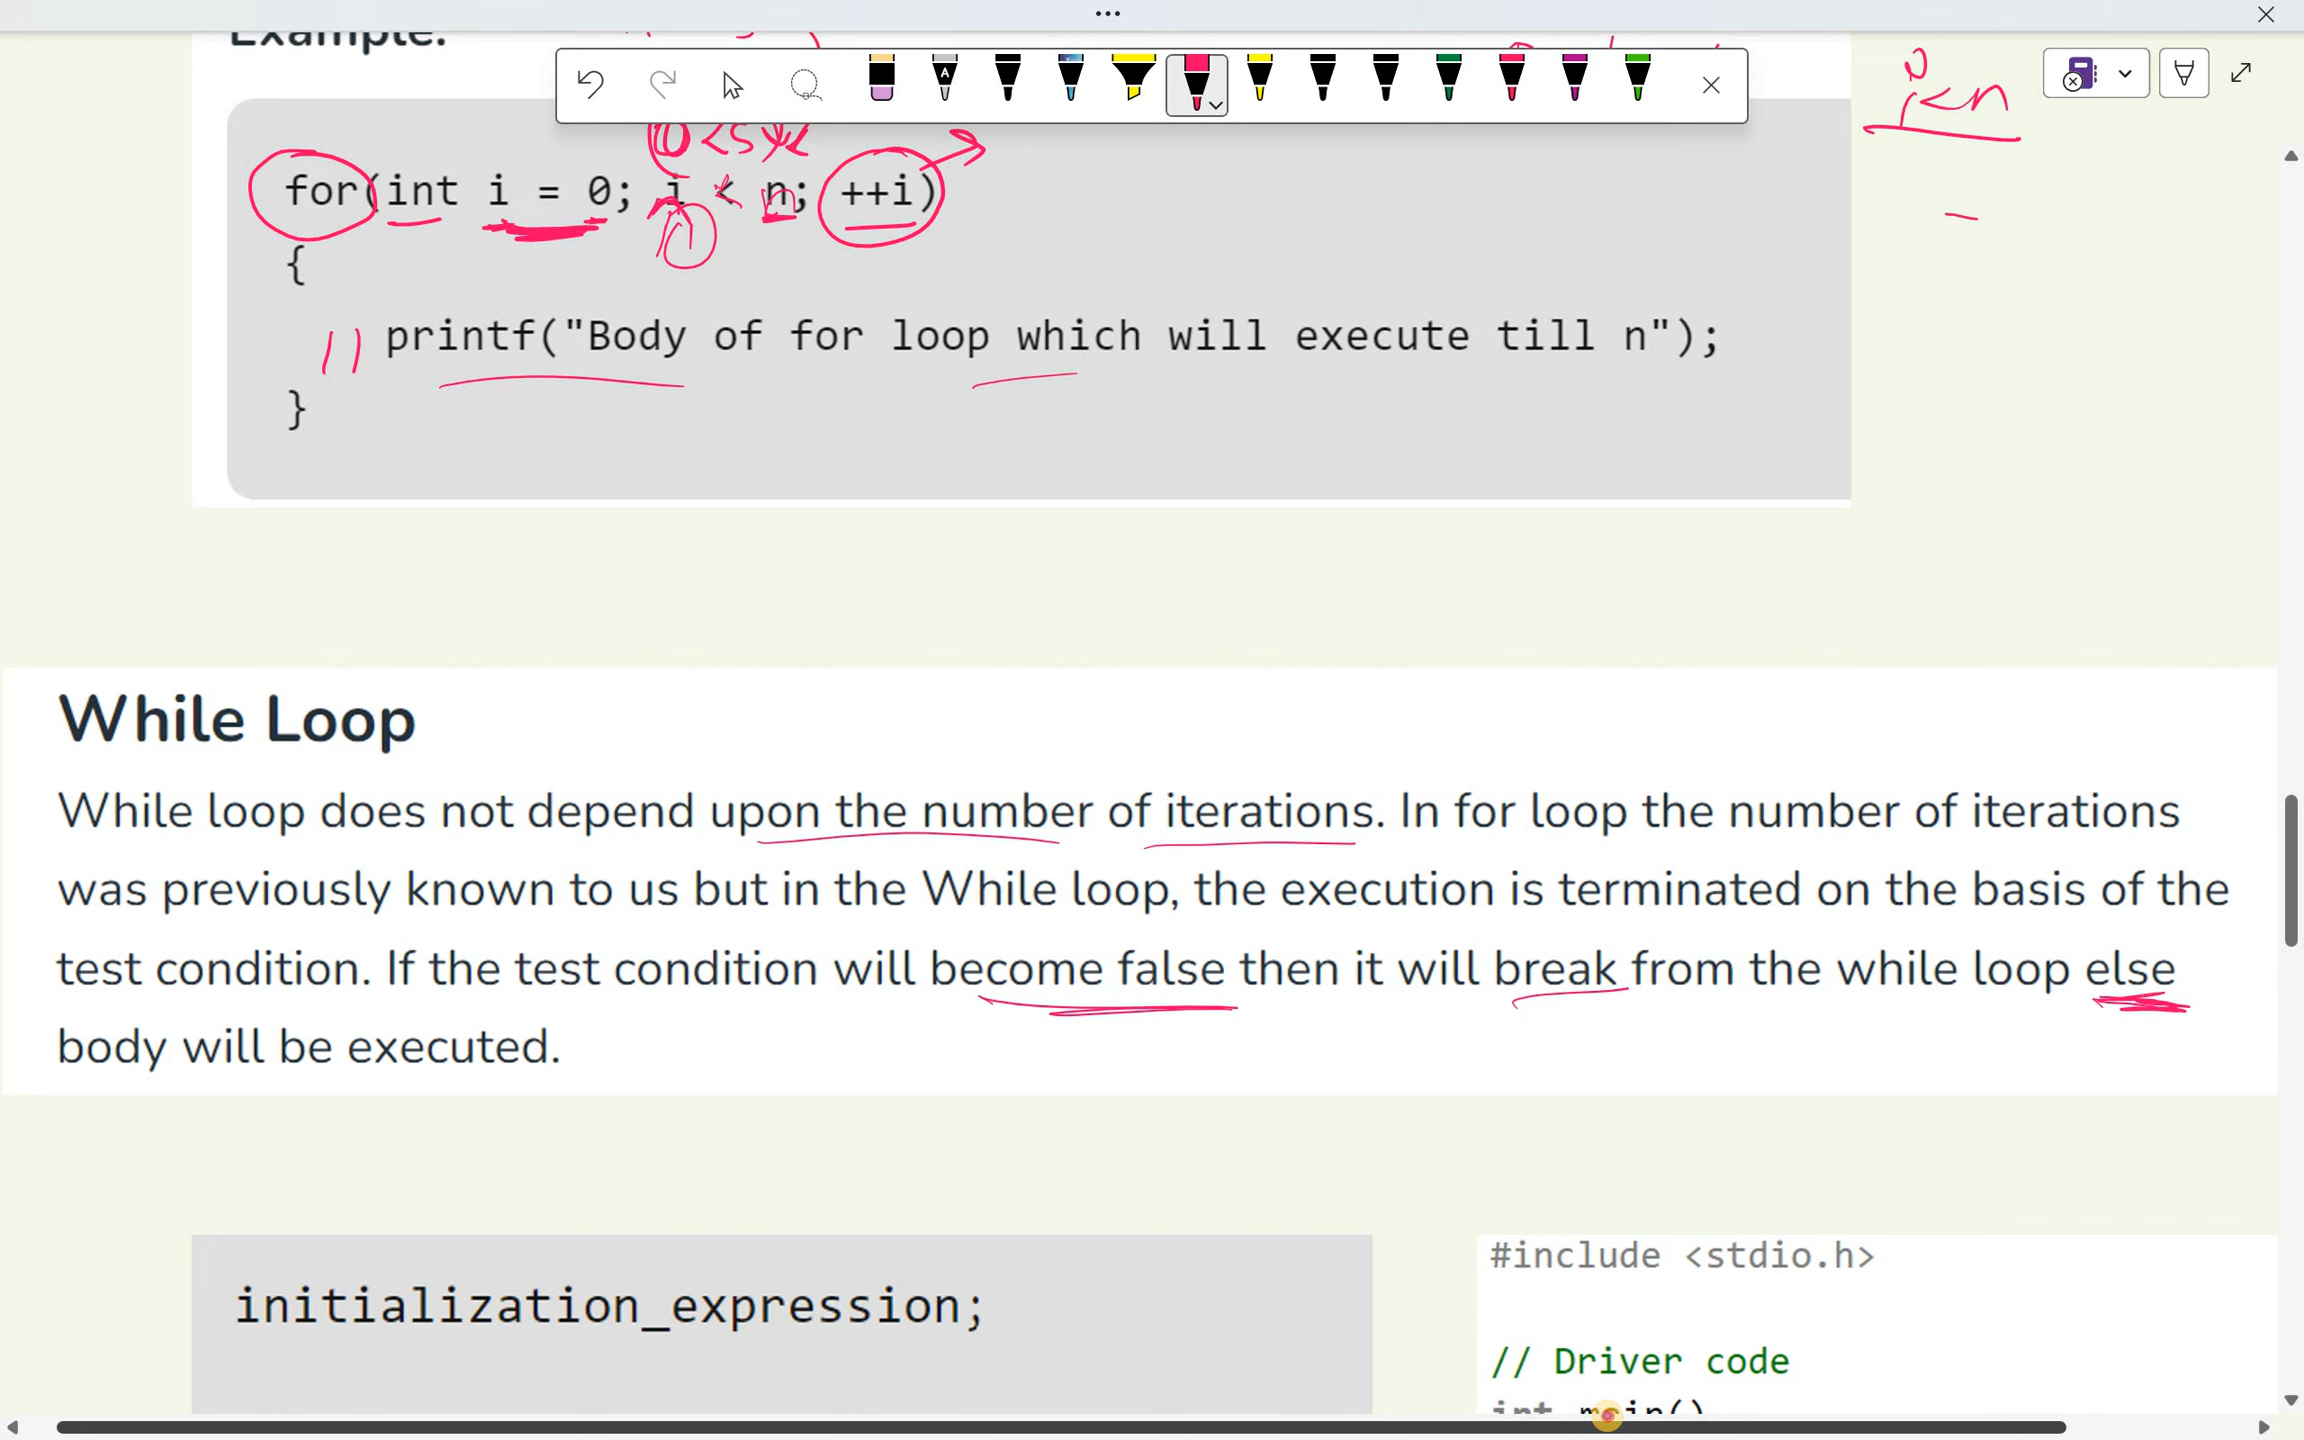 Example:
0 < 5 yes
i < n
for(int i = 0; i < n; ++i)
1
{
// printf("Body of for loop which will execute till n");
}
While Loop
While loop does not depend upon the number of iterations. In for loop the number of iterations
was previously known to us but in the While loop, the execution is terminated on the basis of the
test condition. If the test condition will become false then it will break from the while loop else
body will be executed.
initialization_expression;
#include <stdio.h>
// Driver code
int main()